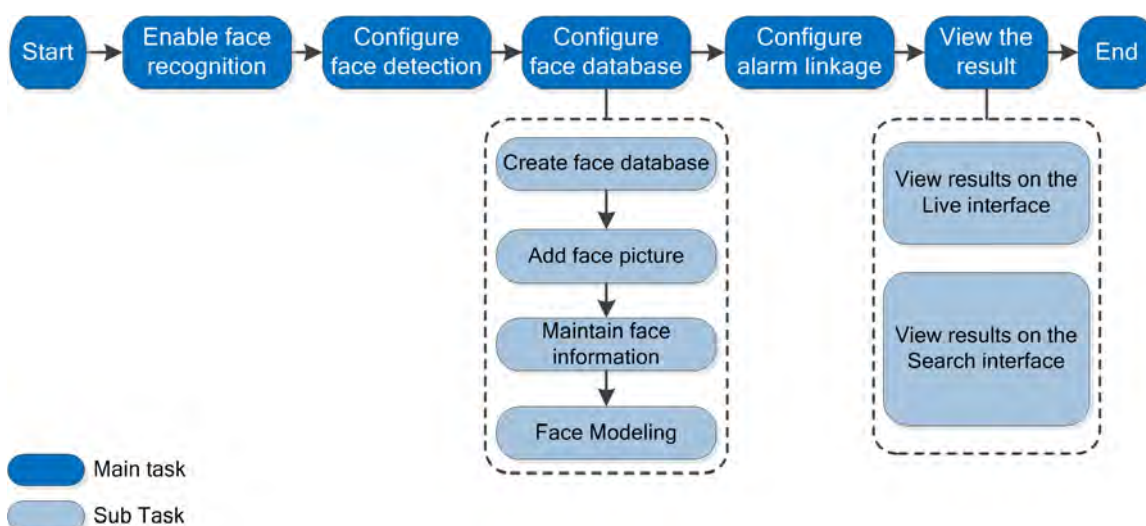 Start
Enable face
recognition
Configure
face detection
Configure
face database
Configure
alarm linkage
View the
result
End
Create face database
Add face picture
Maintain face
information
Face Modeling
View results on the
Live interface
View results on the
Search interface
Main task
Sub Task